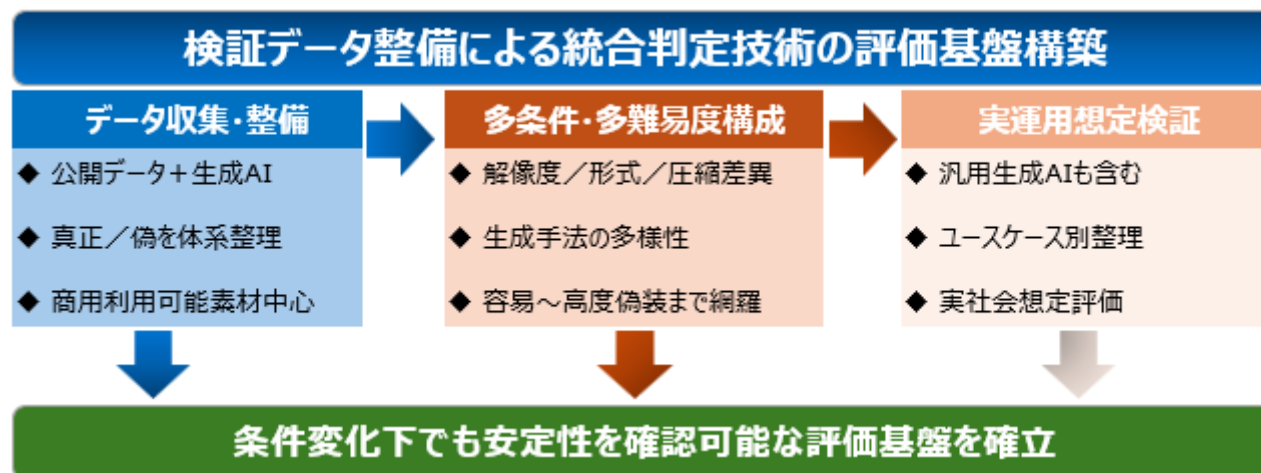 検証データ整備による統合判定技術の評価基盤構築
データ収集・整備
◆ 公開データ＋生成AI
◆ 真正／偽を体系整理
◆ 商用利用可能素材中心
多条件・多難易度構成
◆ 解像度／形式／圧縮差異
◆ 生成手法の多様性
◆ 容易～高度偽装まで網羅
実運用想定検証
◆ 汎用生成AIも含む
◆ ユースケース別整理
◆ 実社会想定評価
条件変化下でも安定性を確認可能な評価基盤を確立